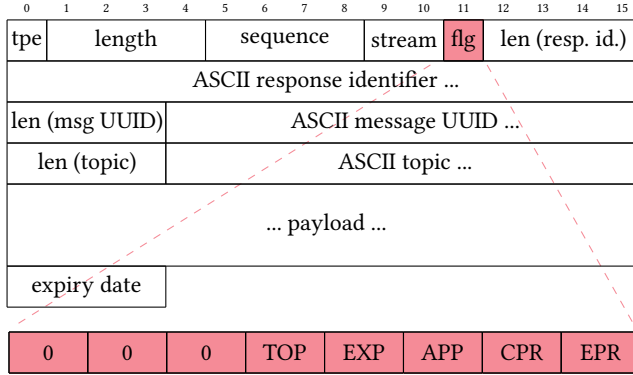 0 1 2 3 4 5 6 7 8 9 10 11 12 13 14 15
tpe length sequence stream flg len (resp. id.)
ASCII response identifier ...
len (msg UUID) ASCII message UUID ...
len (topic) ASCII topic ...
... payload ...
expiry date
0 0 0 TOP EXP APP CPR EPR